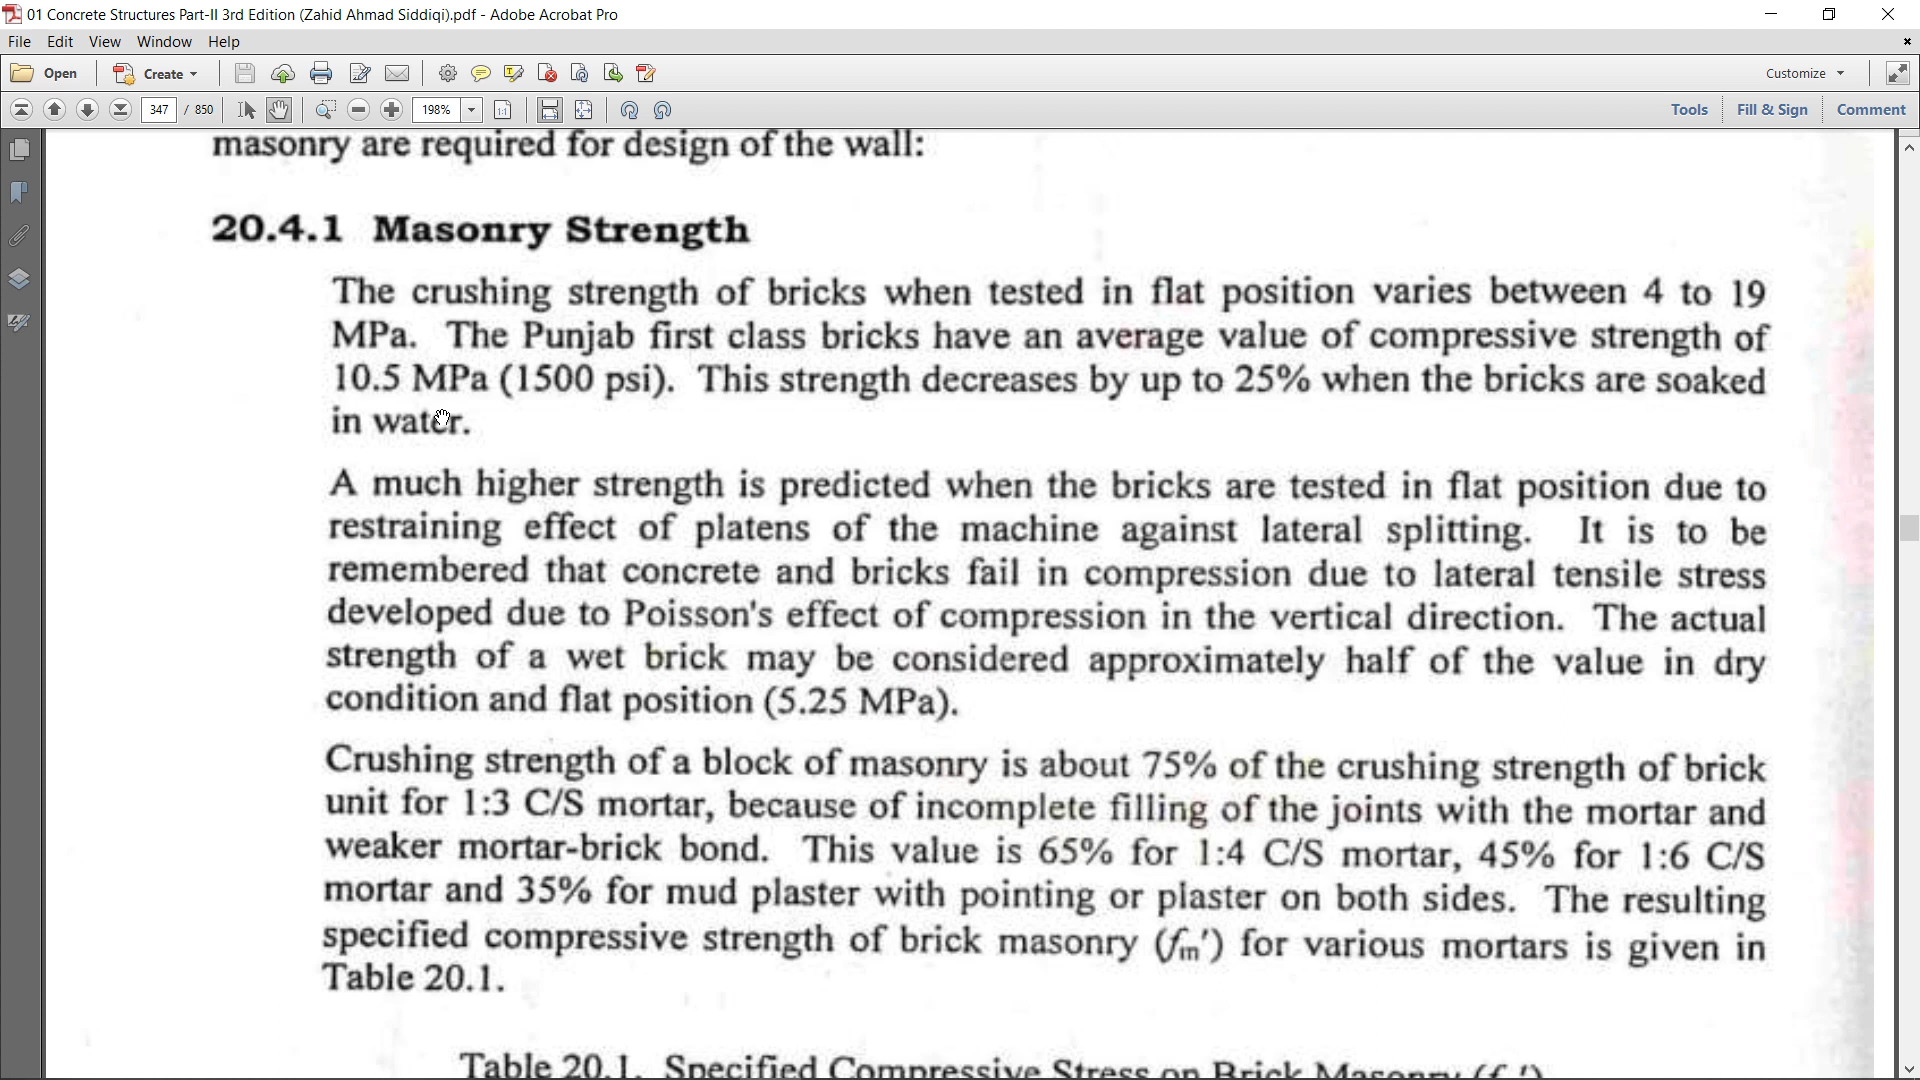 01 Concrete Structures Part-II 3rd Edition (Zahid Ahmad Siddiqi).pdf - Adobe Acrobat Pro
File Edit View Window Help
Open Create Customize
347 / 850 198% Tools Fill & Sign Comment
masonry are required for design of the wall:
20.4.1 Masonry Strength
The crushing strength of bricks when tested in flat position varies between 4 to 19
MPa. The Punjab first class bricks have an average value of compressive strength of
10.5 MPa (1500 psi). This strength decreases by up to 25% when the bricks are soaked
in water.
A much higher strength is predicted when the bricks are tested in flat position due to
restraining effect of platens of the machine against lateral splitting. It is to be
remembered that concrete and bricks fail in compression due to lateral tensile stress
developed due to Poisson's effect of compression in the vertical direction. The actual
strength of a wet brick may be considered approximately half of the value in dry
condition and flat position (5.25 MPa).
Crushing strength of a block of masonry is about 75% of the crushing strength of brick
unit for 1:3 C/S mortar, because of incomplete filling of the joints with the mortar and
weaker mortar-brick bond. This value is 65% for 1:4 C/S mortar, 45% for 1:6 C/S
mortar and 35% for mud plaster with pointing or plaster on both sides. The resulting
specified compressive strength of brick masonry (fm') for various mortars is given in
Table 20.1.
Table 20.1. Specified Compressive Stress on Brick Masonry (f